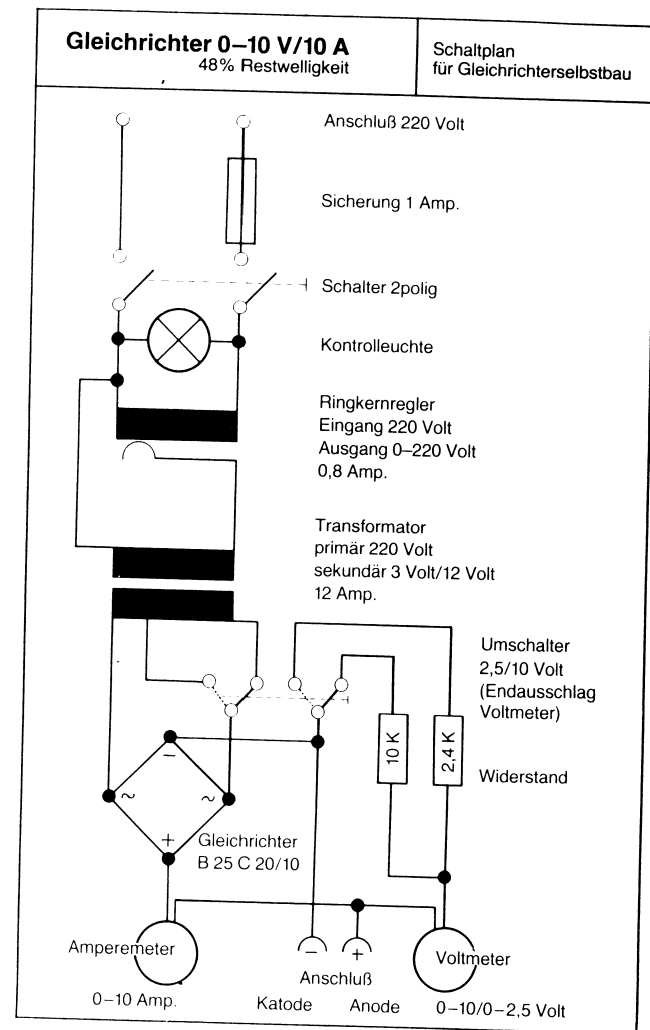 Gleichrichter 0–10 V/10 A
48% Restwelligkeit
Schaltplan
für Gleichrichterselbstbau
Anschluß 220 Volt
Sicherung 1 Amp.
Schalter 2polig
Kontrolleuchte
Ringkernregler
Eingang 220 Volt
Ausgang 0–220 Volt
0,8 Amp.
Transformator
primär 220 Volt
sekundär 3 Volt/12 Volt
12 Amp.
Umschalter
2,5/10 Volt
(Endausschlag
Voltmeter)
10 K
2,4 K
Widerstand
−
~
~
+
Gleichrichter
B 25 C 20/10
Amperemeter
−
+
Voltmeter
Anschluß
0–10 Amp.
Katode
Anode
0–10/0–2,5 Volt